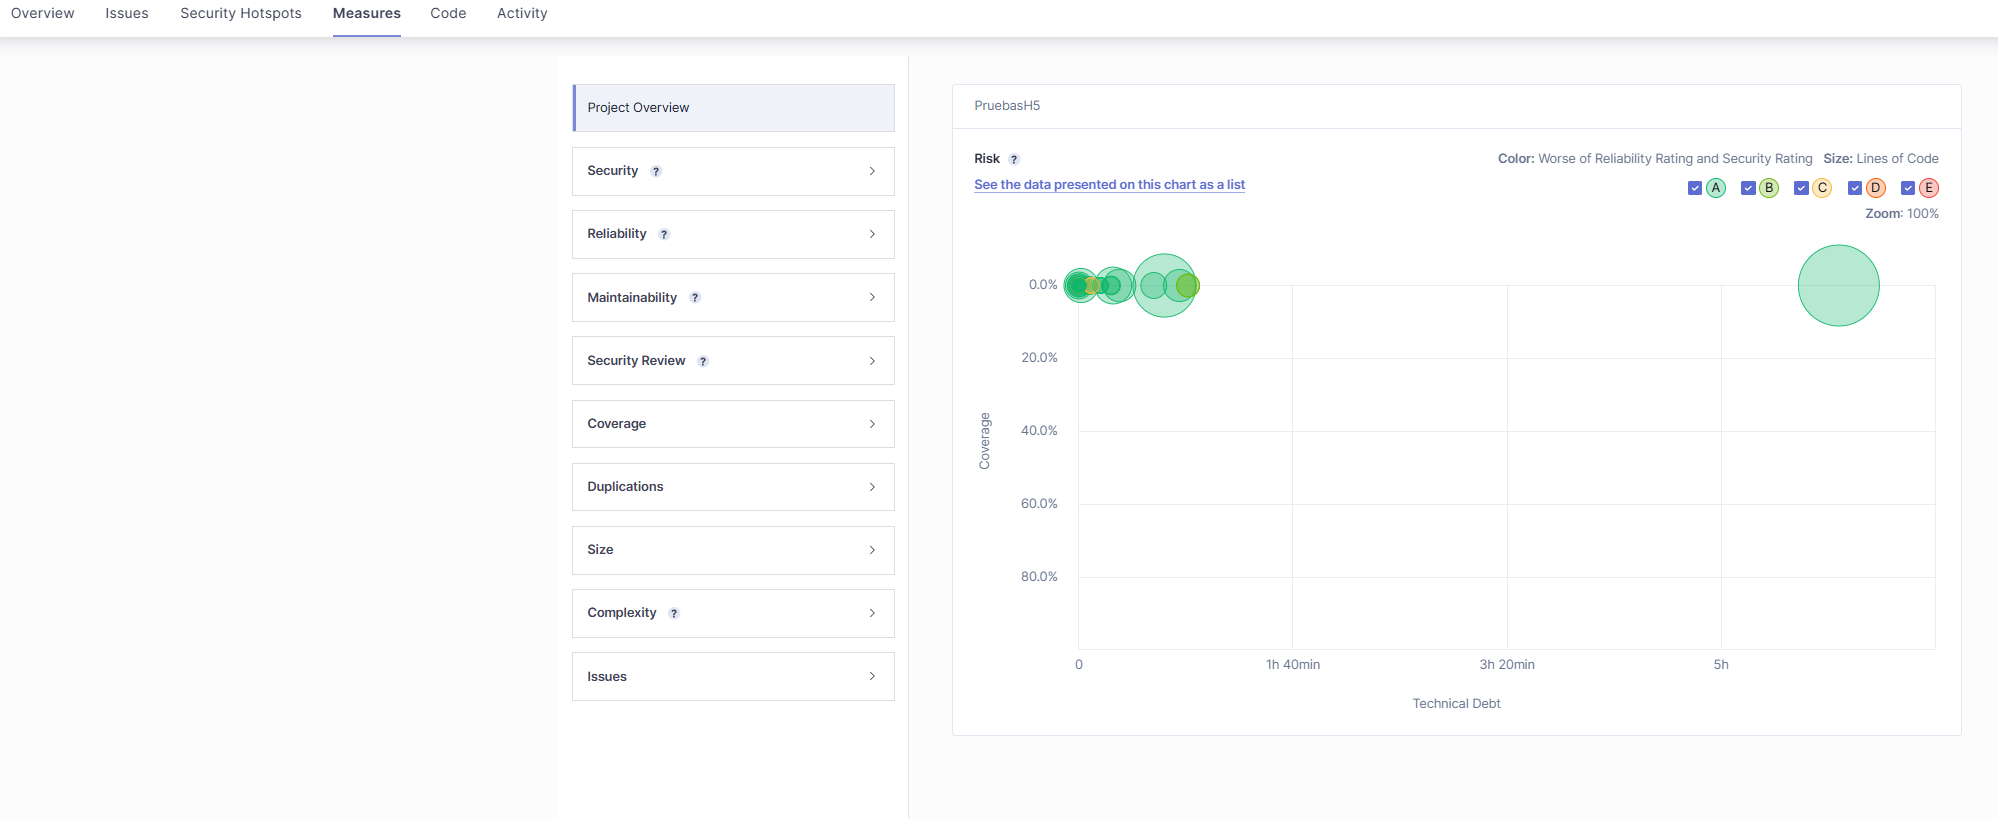 Overview Issues Security Hotspots Measures Code Activity
Project Overview
Security ?
Reliability ?
Maintainability ?
Security Review ?
Coverage
Duplications
Size
Complexity ?
Issues
PruebasH5
Risk ?
See the data presented on this chart as a list
Color: Worse of Reliability Rating and Security Rating Size: Lines of Code
A B C D E
Zoom: 100%
0.0%
20.0%
40.0%
60.0%
80.0%
Coverage
0 1h 40min 3h 20min 5h
Technical Debt